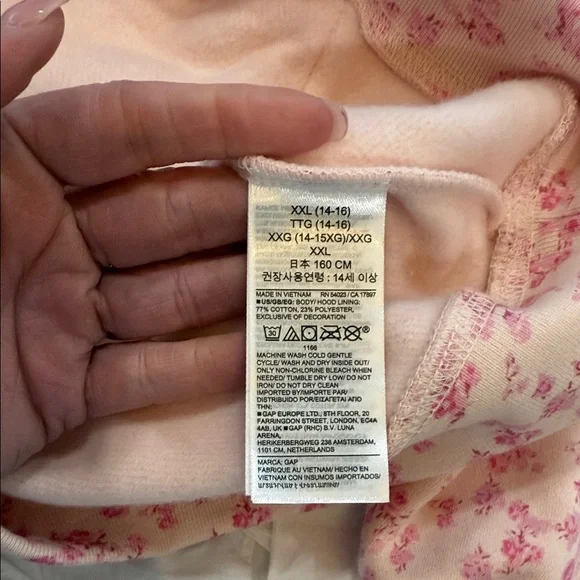 XXL (14-16)
TTG (14-16)
XXG (14-15XG)/XXG
XXL
日本 160 CM
권장사용연령 : 14세 이상
MADE IN VIETNAM RN 54023 / CA 17897
■US/GB/EG: BODY/ HOOD LINING:
77% COTTON, 23% POLYESTER,
EXCLUSIVE OF DECORATION
30
1166
MACHINE WASH COLD GENTLE
CYCLE/ WASH AND DRY INSIDE OUT/
ONLY NON-CHLORINE BLEACH WHEN
NEEDED/ TUMBLE DRY LOW/ DO NOT
IRON/ DO NOT DRY CLEAN
IMPORTED BY/IMPORTE PAR/
DISTRIBUIDO POR/ΕΙΣΑΓΕΤΑΙ ΑΠΟ
ΤΗΝ:
■GAP EUROPE LTD., 8TH FLOOR, 20
FARRINGDON STREET, LONDON, EC4A
4AB, UK ■GAP (RHC) B.V. LUNA
ARENA,
HERIKERBERGWEG 238 AMSTERDAM,
1101 CM, NETHERLANDS
MARCA: GAP
FABRIQUE AU VIETNAM/ HECHO EN
VIETNAM CON INSUMOS IMPORTADOS/